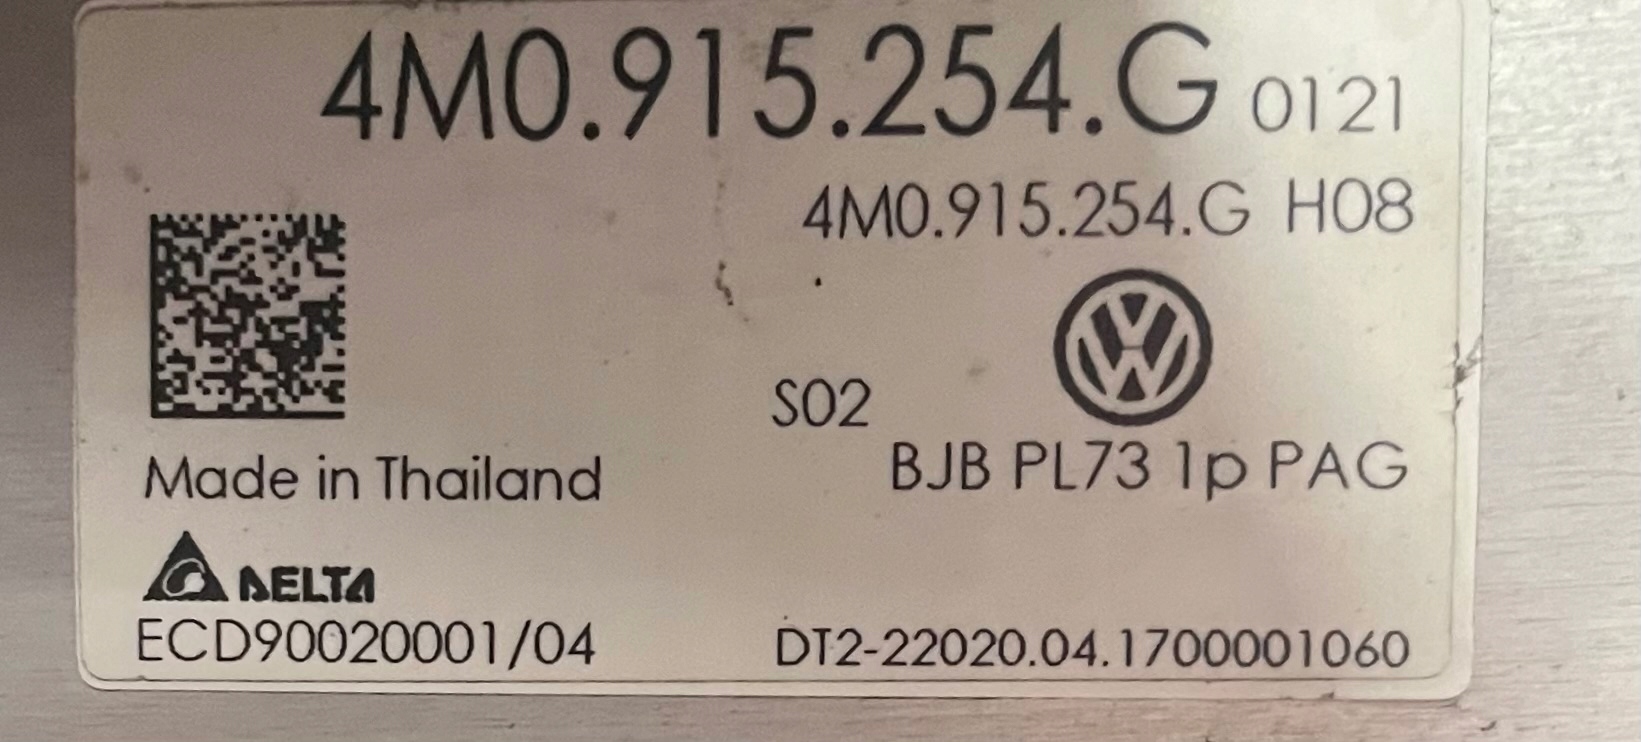 4M0.915.254.G 0121
4M0.915.254.G H08
S02
BJB PL73 1p PAG
Made in Thailand
DELTA
ECD90020001/04
DT2-22020.04.1700001060